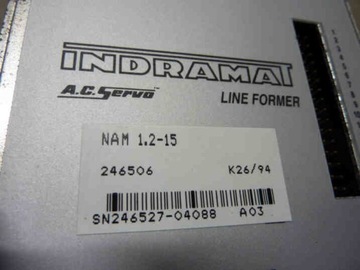 INDRAMAT
A.C. Servo
LINE FORMER
NAM 1.2-15
246506 K26/94
SN246527-04088 A03